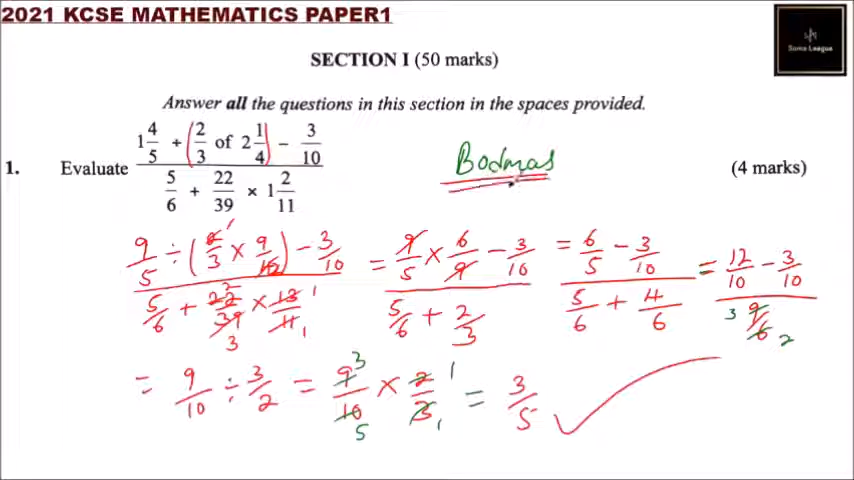 2021 KCSE MATHEMATICS PAPER1
Soma League
SECTION I (50 marks)
Answer all the questions in this section in the spaces provided.
1. Evaluate (1 4/5 + (2/3 of 2 1/4) - 3/10) / (5/6 + 22/39 × 1 2/11) (4 marks)
Bodmas
(9/5 ÷ (2/3 × 9/4) - 3/10) / (5/6 + 22/39 × 13/11) = (9/5 × 6/9 - 3/10) / (5/6 + 2/3) = (6/5 - 3/10) / (5/6 + 4/6) = (12/10 - 3/10) / (9/6)
= 9/10 ÷ 3/2 = 9/10 × 2/3 = 3/5